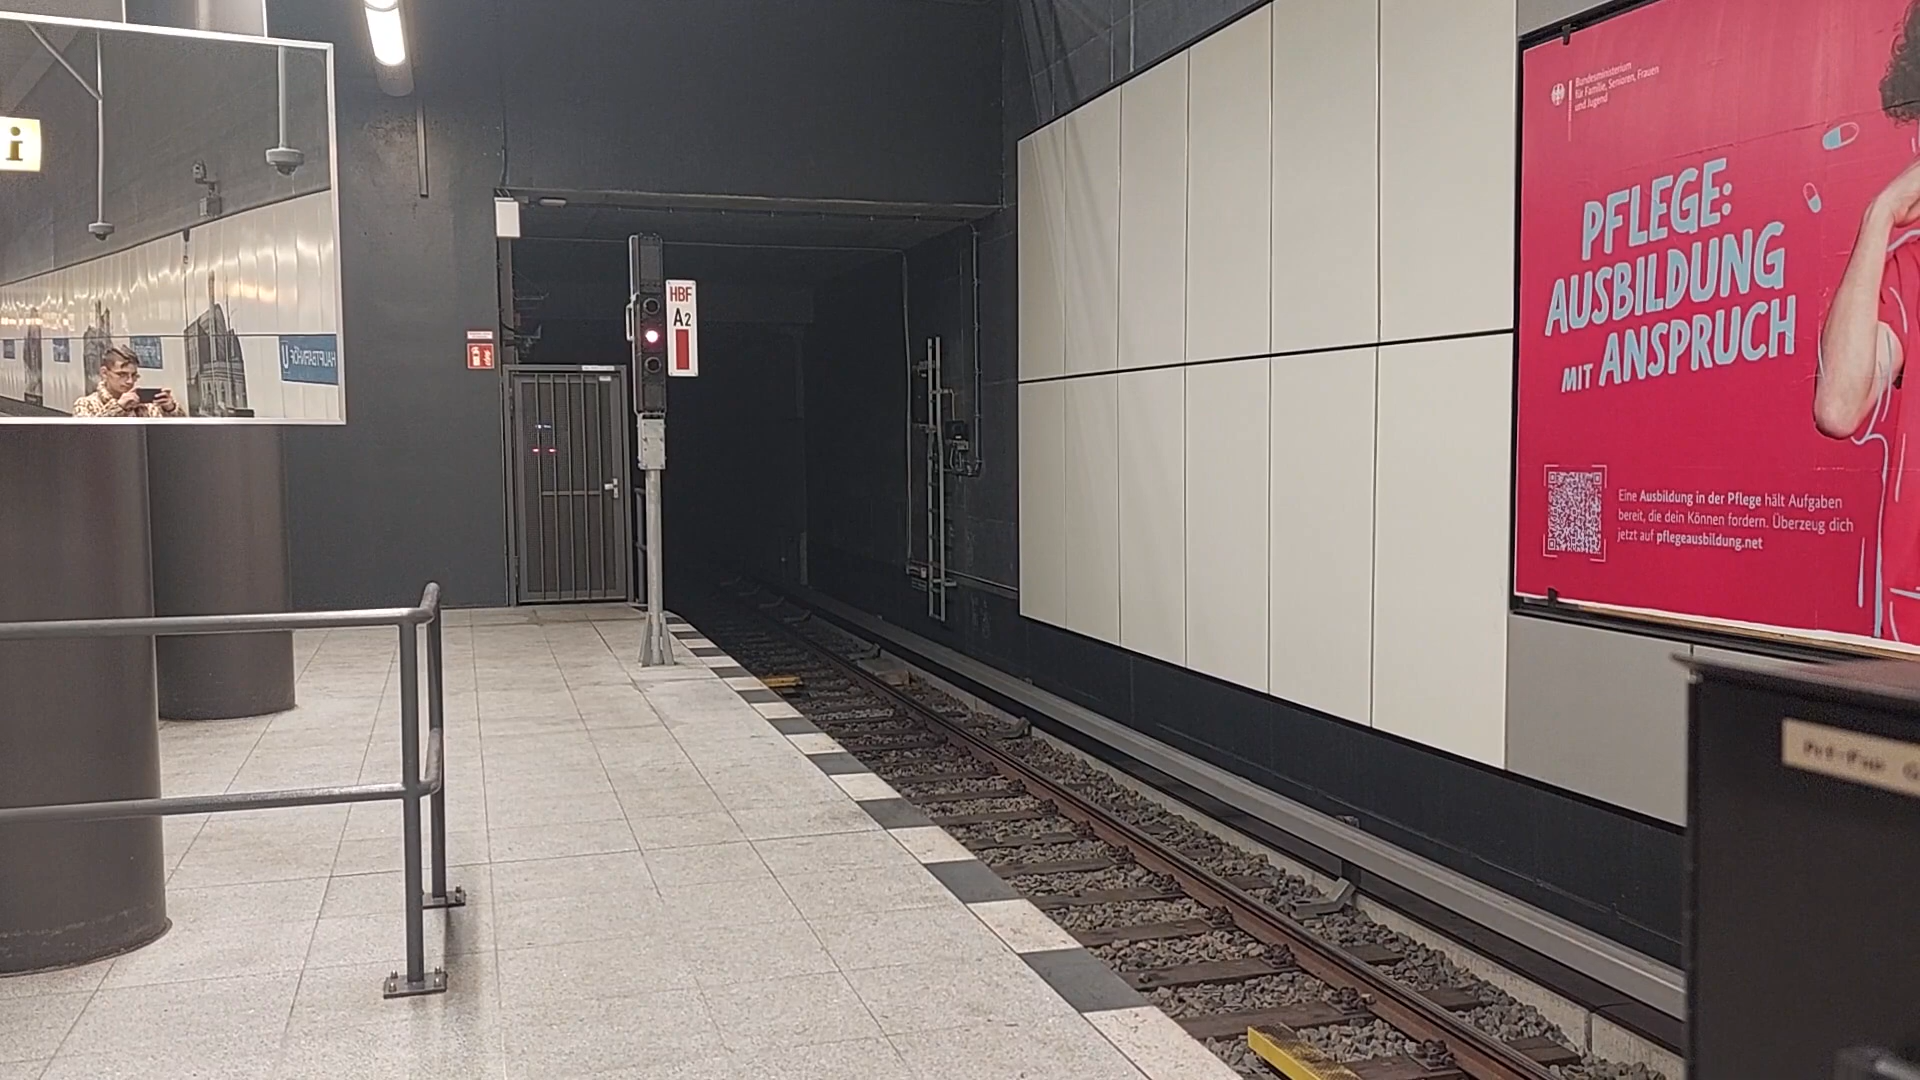 i
HAUPTBAHNHOF
HBF
A2
Bundesministerium
für Familie, Senioren, Frauen
und Jugend
PFLEGE:
AUSBILDUNG
MIT ANSPRUCH
Eine Ausbildung in der Pflege hält Aufgaben
bereit, die dein Können fordern. Überzeug dich
jetzt auf pflegeausbildung.net